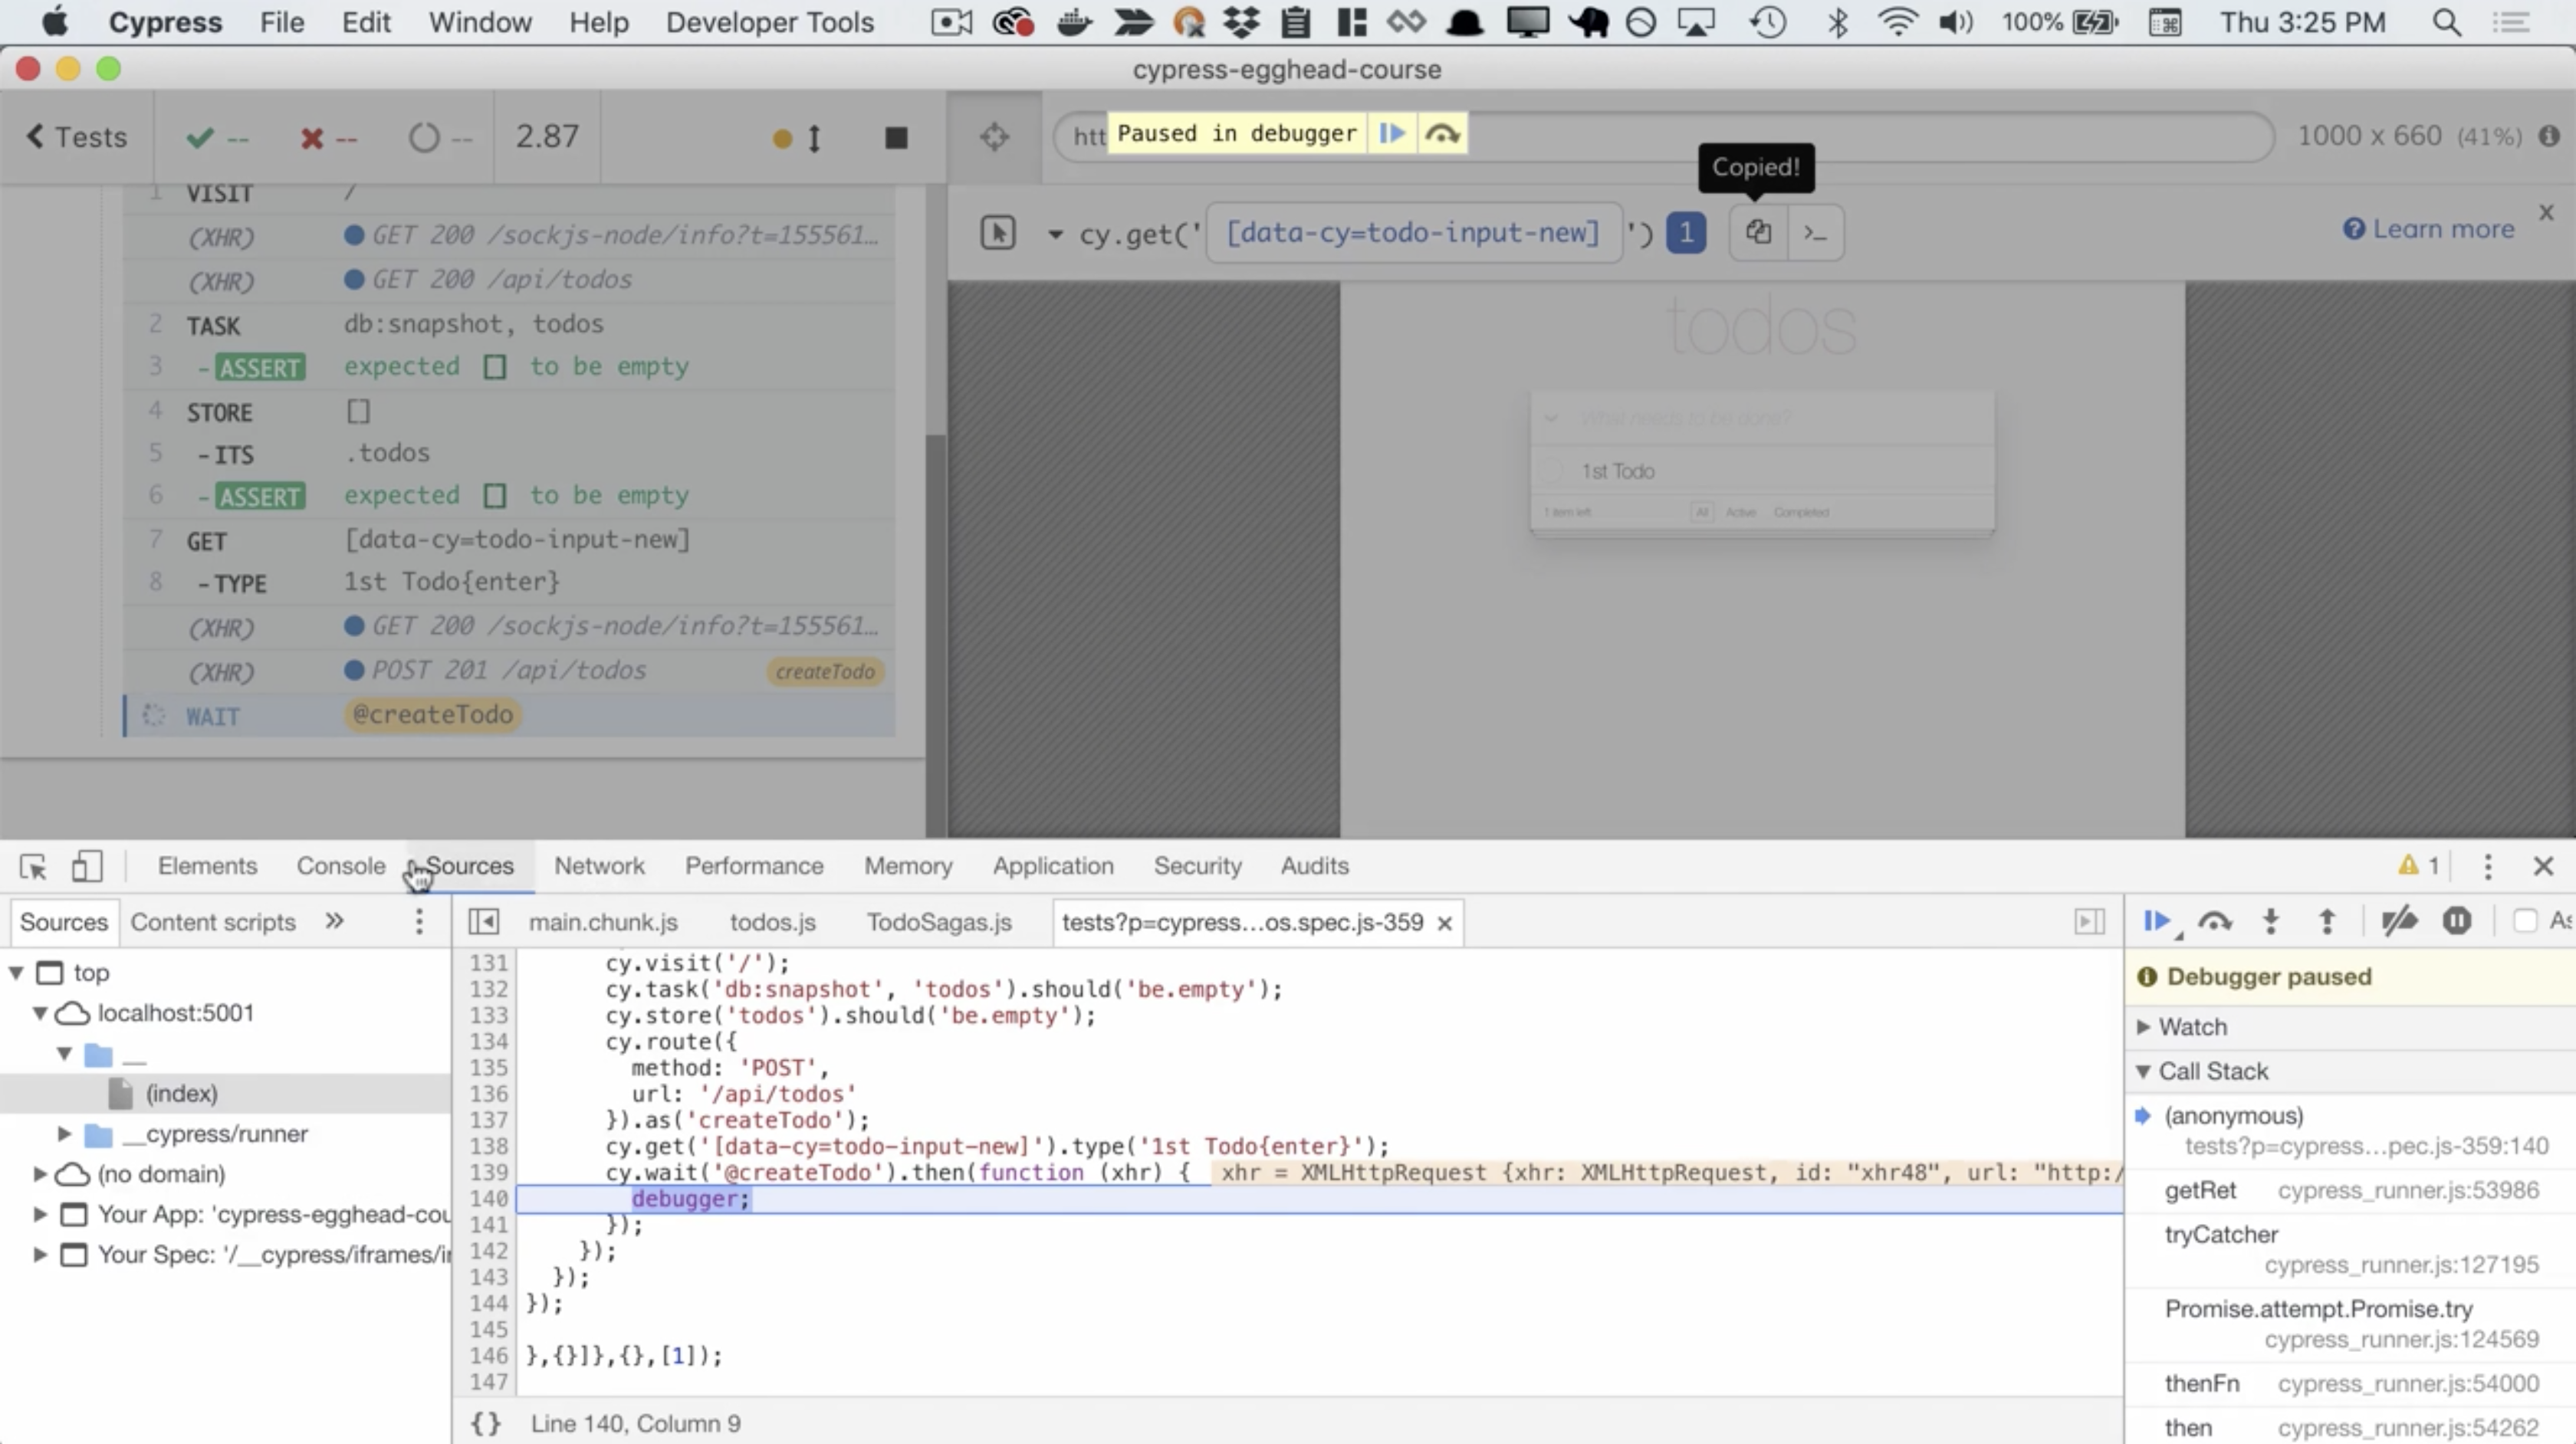 Cypress File Edit Window Help Developer Tools 100% Thu 3:25 PM
cypress-egghead-course
Tests -- -- -- 2.87
htt Paused in debugger
1000 x 660 (41%)
Copied!
cy.get(' [data-cy=todo-input-new] ') 1 >_ Learn more
1 VISIT /
(XHR) GET 200 /sockjs-node/info?t=155561…
(XHR) GET 200 /api/todos
2 TASK db:snapshot, todos
3 -ASSERT expected [] to be empty
4 STORE []
5 -ITS .todos
6 -ASSERT expected [] to be empty
7 GET [data-cy=todo-input-new]
8 -TYPE 1st Todo{enter}
(XHR) GET 200 /sockjs-node/info?t=155561…
(XHR) POST 201 /api/todos createTodo
WAIT @createTodo
todos
What needs to be done?
1st Todo
1 item left All Active Completed
Elements Console Sources Network Performance Memory Application Security Audits 1
Sources Content scripts »
main.chunk.js todos.js TodoSagas.js tests?p=cypress…os.spec.js-359 ×
top
localhost:5001
__
(index)
__cypress/runner
(no domain)
Your App: 'cypress-egghead-cou
Your Spec: '/__cypress/iframes/i
131 cy.visit('/');
132 cy.task('db:snapshot', 'todos').should('be.empty');
133 cy.store('todos').should('be.empty');
134 cy.route({
135 method: 'POST',
136 url: '/api/todos'
137 }).as('createTodo');
138 cy.get('[data-cy=todo-input-new]').type('1st Todo{enter}');
139 cy.wait('@createTodo').then(function (xhr) { xhr = XMLHttpRequest {xhr: XMLHttpRequest, id: "xhr48", url: "http:/
140 debugger;
141 });
142 });
143 });
144 });
145
146 },{}]},{},[1]);
147
{} Line 140, Column 9
As
Debugger paused
Watch
Call Stack
(anonymous)
tests?p=cypress…pec.js-359:140
getRet cypress_runner.js:53986
tryCatcher
cypress_runner.js:127195
Promise.attempt.Promise.try
cypress_runner.js:124569
thenFn cypress_runner.js:54000
then cypress_runner.js:54262